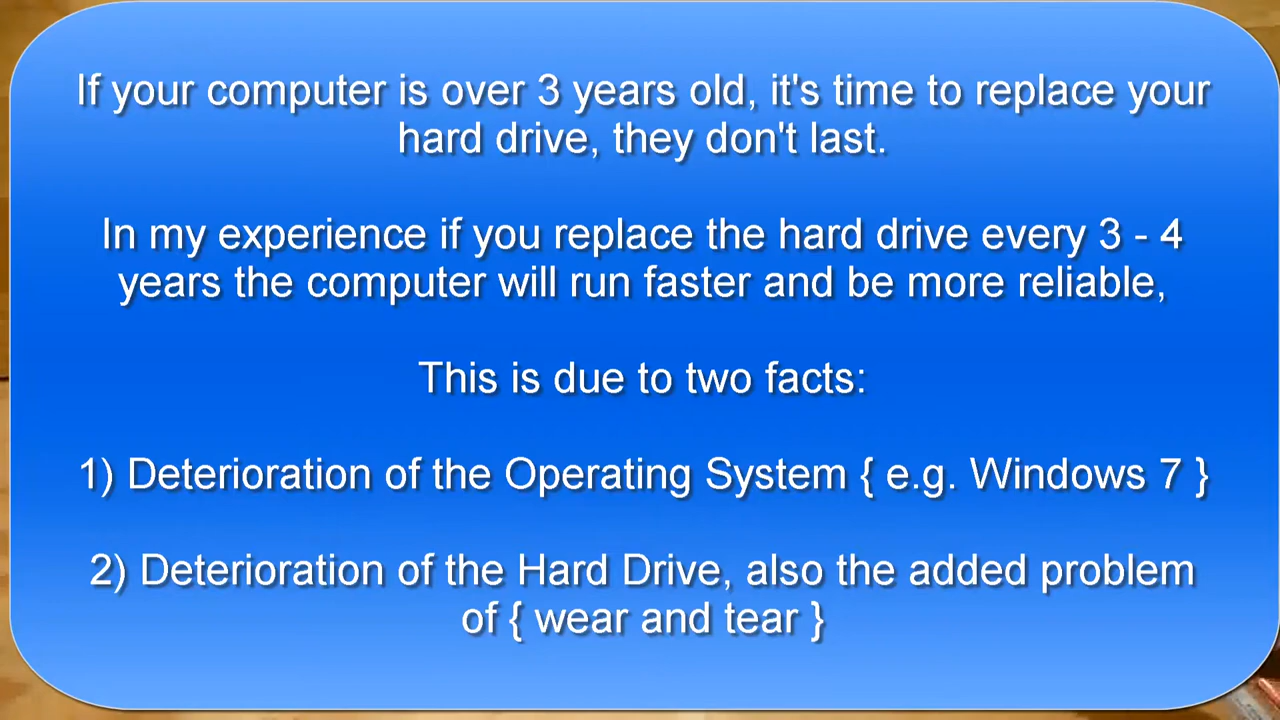 If your computer is over 3 years old, it's time to replace your
hard drive, they don't last.
In my experience if you replace the hard drive every 3 - 4
years the computer will run faster and be more reliable,
This is due to two facts:
1) Deterioration of the Operating System { e.g. Windows 7 }
2) Deterioration of the Hard Drive, also the added problem
of { wear and tear }